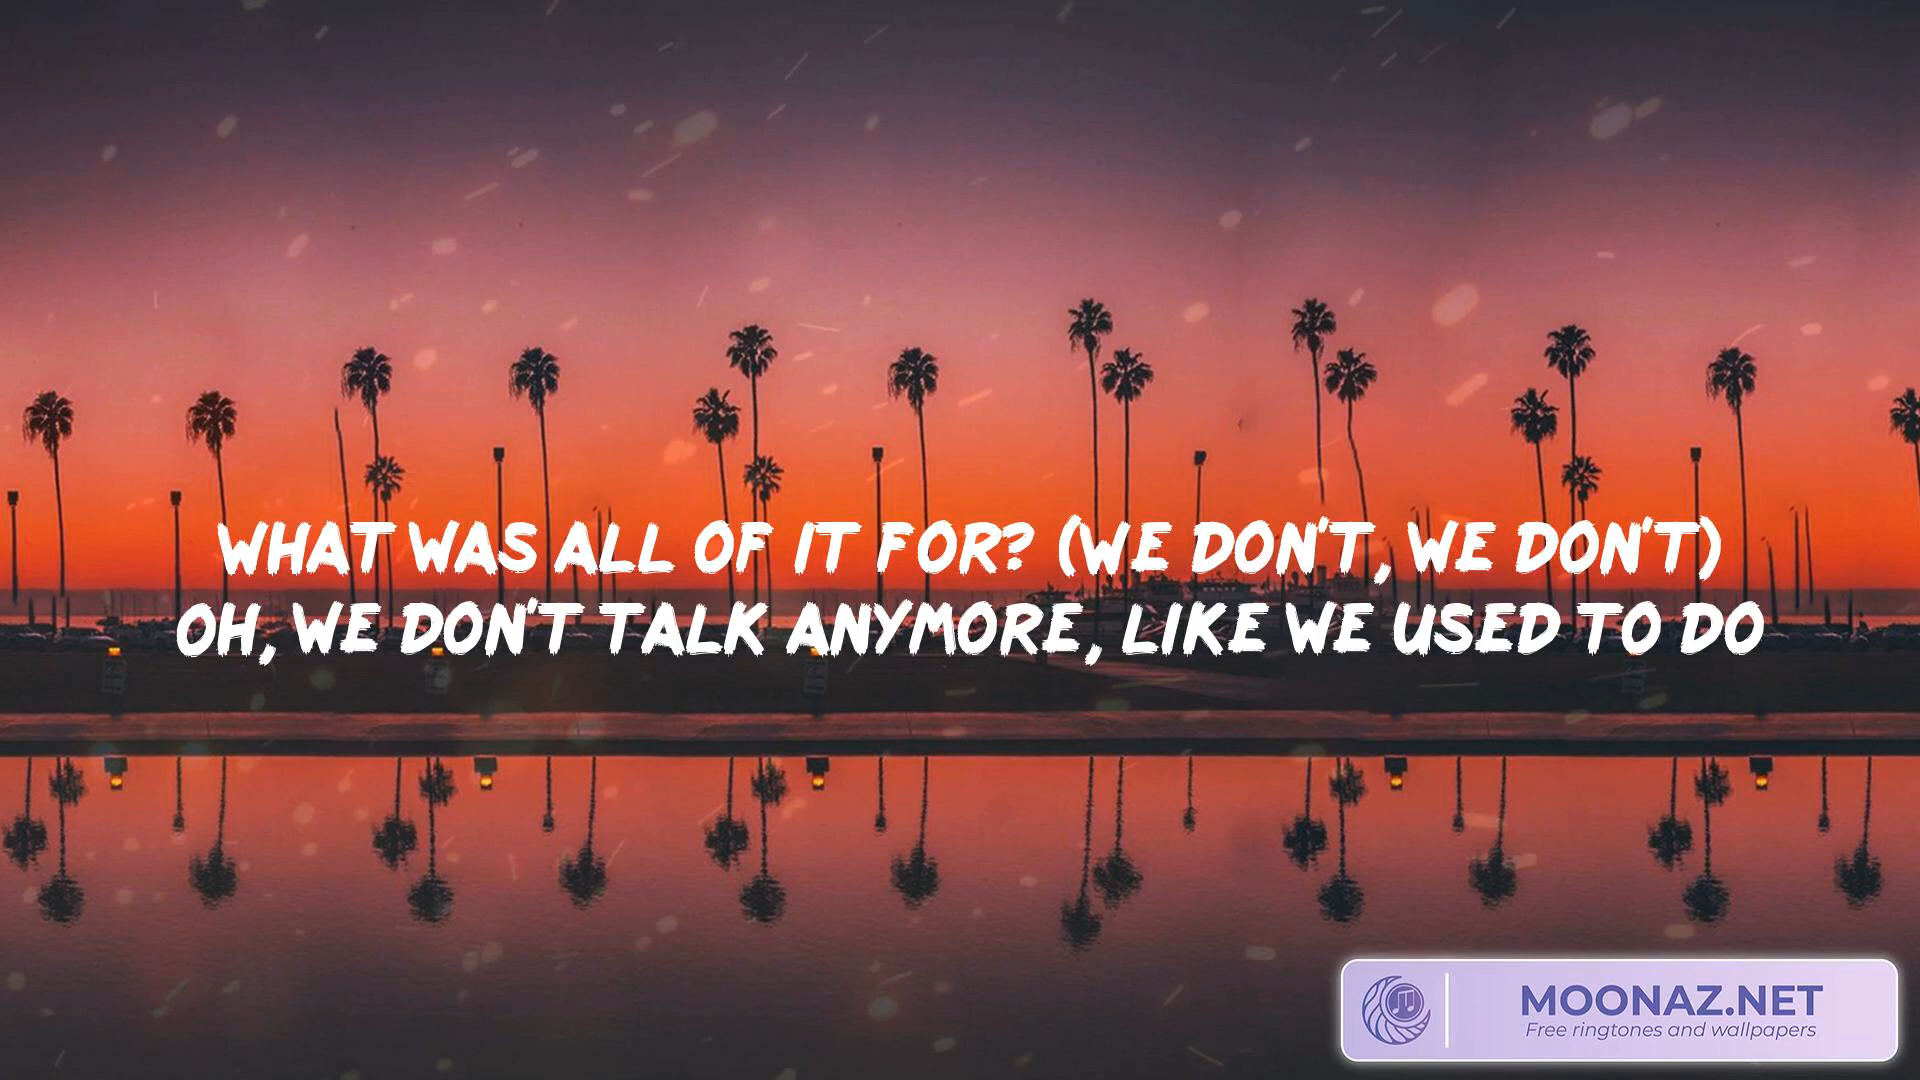 WHAT WAS ALL OF IT FOR? (WE DON'T, WE DON'T)
OH, WE DON'T TALK ANYMORE, LIKE WE USED TO DO
MOONAZ.NET
Free ringtones and wallpapers